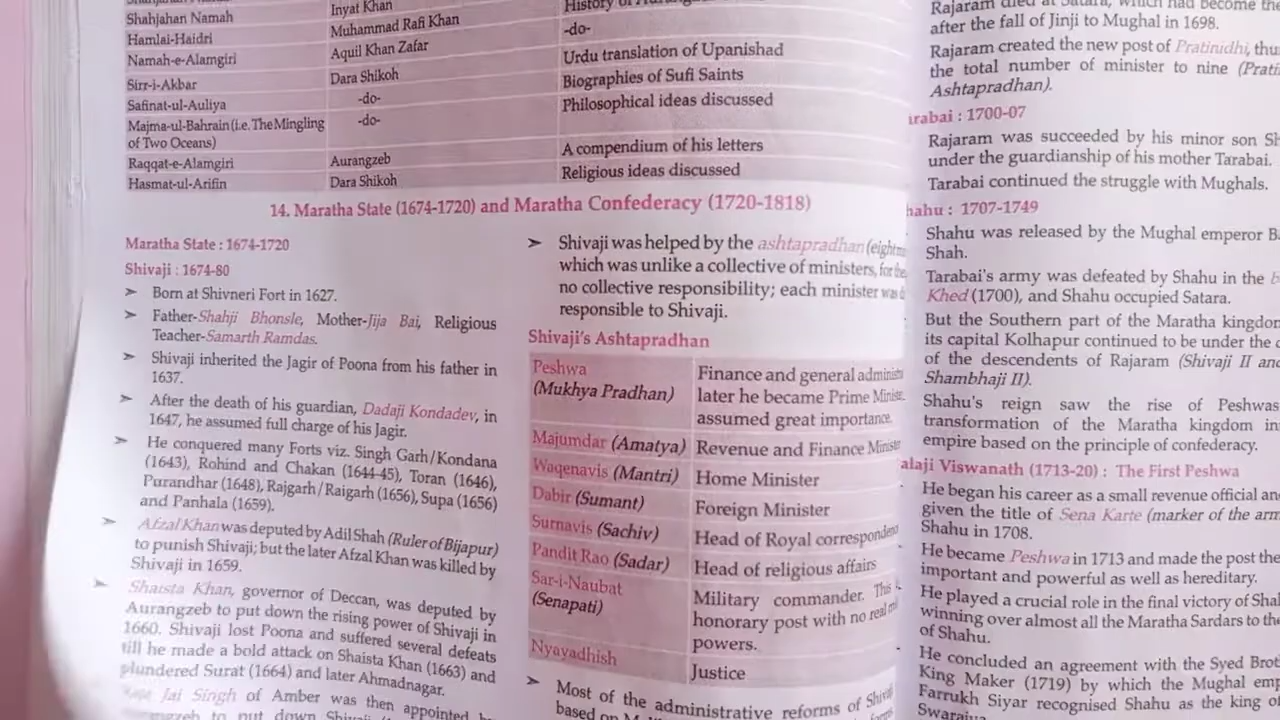 Shahjahan Namah
Inyat Khan
History of
Hamlai-Haidri
Muhammad Rafi Khan
-do-
Namah-e-Alamgiri
Aquil Khan Zafar
Sirr-i-Akbar
Dara Shikoh
Urdu translation of Upanishad
Safinat-ul-Auliya
-do-
Biographies of Sufi Saints
Majma-ul-Bahrain (i.e. The Mingling
of Two Oceans)
-do-
Philosophical ideas discussed
Raqqat-e-Alamgiri
Aurangzeb
A compendium of his letters
Hasmat-ul-Arifin
Dara Shikoh
Religious ideas discussed
14. Maratha State (1674-1720) and Maratha Confederacy (1720-1818)
Maratha State : 1674-1720
Shivaji : 1674-80
➢ Born at Shivneri Fort in 1627.
➢ Father-Shahji Bhonsle, Mother-Jija Bai, Religious
Teacher-Samarth Ramdas.
➢ Shivaji inherited the Jagir of Poona from his father in
1637.
➢ After the death of his guardian, Dadaji Kondadev, in
1647, he assumed full charge of his Jagir.
➢ He conquered many Forts viz. Singh Garh/Kondana
(1643), Rohind and Chakan (1644-45), Toran (1646),
Purandhar (1648), Rajgarh/Raigarh (1656), Supa (1656)
and Panhala (1659).
➢ Afzal Khan was deputed by Adil Shah (Ruler of Bijapur)
to punish Shivaji; but the later Afzal Khan was killed by
Shivaji in 1659.
➢ Shaista Khan, governor of Deccan, was deputed by
Aurangzeb to put down the rising power of Shivaji in
1660. Shivaji lost Poona and suffered several defeats
till he made a bold attack on Shaista Khan (1663) and
plundered Surat (1664) and later Ahmadnagar.
Jai Singh of Amber was then appointed by
to put down
➢ Shivaji was helped by the ashtapradhan (eight
which was unlike a collective of ministers, for
no collective responsibility; each minister was
responsible to Shivaji.
Shivaji's Ashtapradhan
Peshwa
(Mukhya Pradhan)
Finance and general
later he became Prime
assumed great importance.
Majumdar (Amatya)
Revenue and Finance
Waqenavis (Mantri)
Home Minister
Dabir (Sumant)
Foreign Minister
Surnavis (Sachiv)
Head of Royal
Pandit Rao (Sadar)
Head of religious affairs
Sar-i-Naubat
(Senapati)
Military commander. This
honorary post with no real
powers.
Nyayadhish
Justice
➢ Most of the administrative reforms of
based on
Rajaram died at Satara, which had become the
after the fall of Jinji to Mughal in 1698.
Rajaram created the new post of Pratinidhi,
the total number of minister to nine
Ashtapradhan).
: 1700-07
Rajaram was succeeded by his minor son
under the guardianship of his mother Tarabai.
Tarabai continued the struggle with Mughals.
: 1707-1749
Shahu was released by the Mughal emperor
Shah.
Tarabai's army was defeated by Shahu in the
Khed (1700), and Shahu occupied Satara.
But the Southern part of the Maratha kingdom
its capital Kolhapur continued to be under the
of the descendents of Rajaram (Shivaji II and
Shambhaji II).
Shahu's reign saw the rise of Peshwas
transformation of the Maratha kingdom
empire based on the principle of confederacy.
Viswanath (1713-20) : The First Peshwa
He began his career as a small revenue official
given the title of Sena Karte (marker of the
Shahu in 1708.
He became Peshwa in 1713 and made the post
important and powerful as well as hereditary.
He played a crucial role in the final victory of
winning over almost all the Maratha Sardars to the
of Shahu.
He concluded an agreement with the Syed
King Maker (1719) by which the Mughal
Farrukh Siyar recognised Shahu as the king